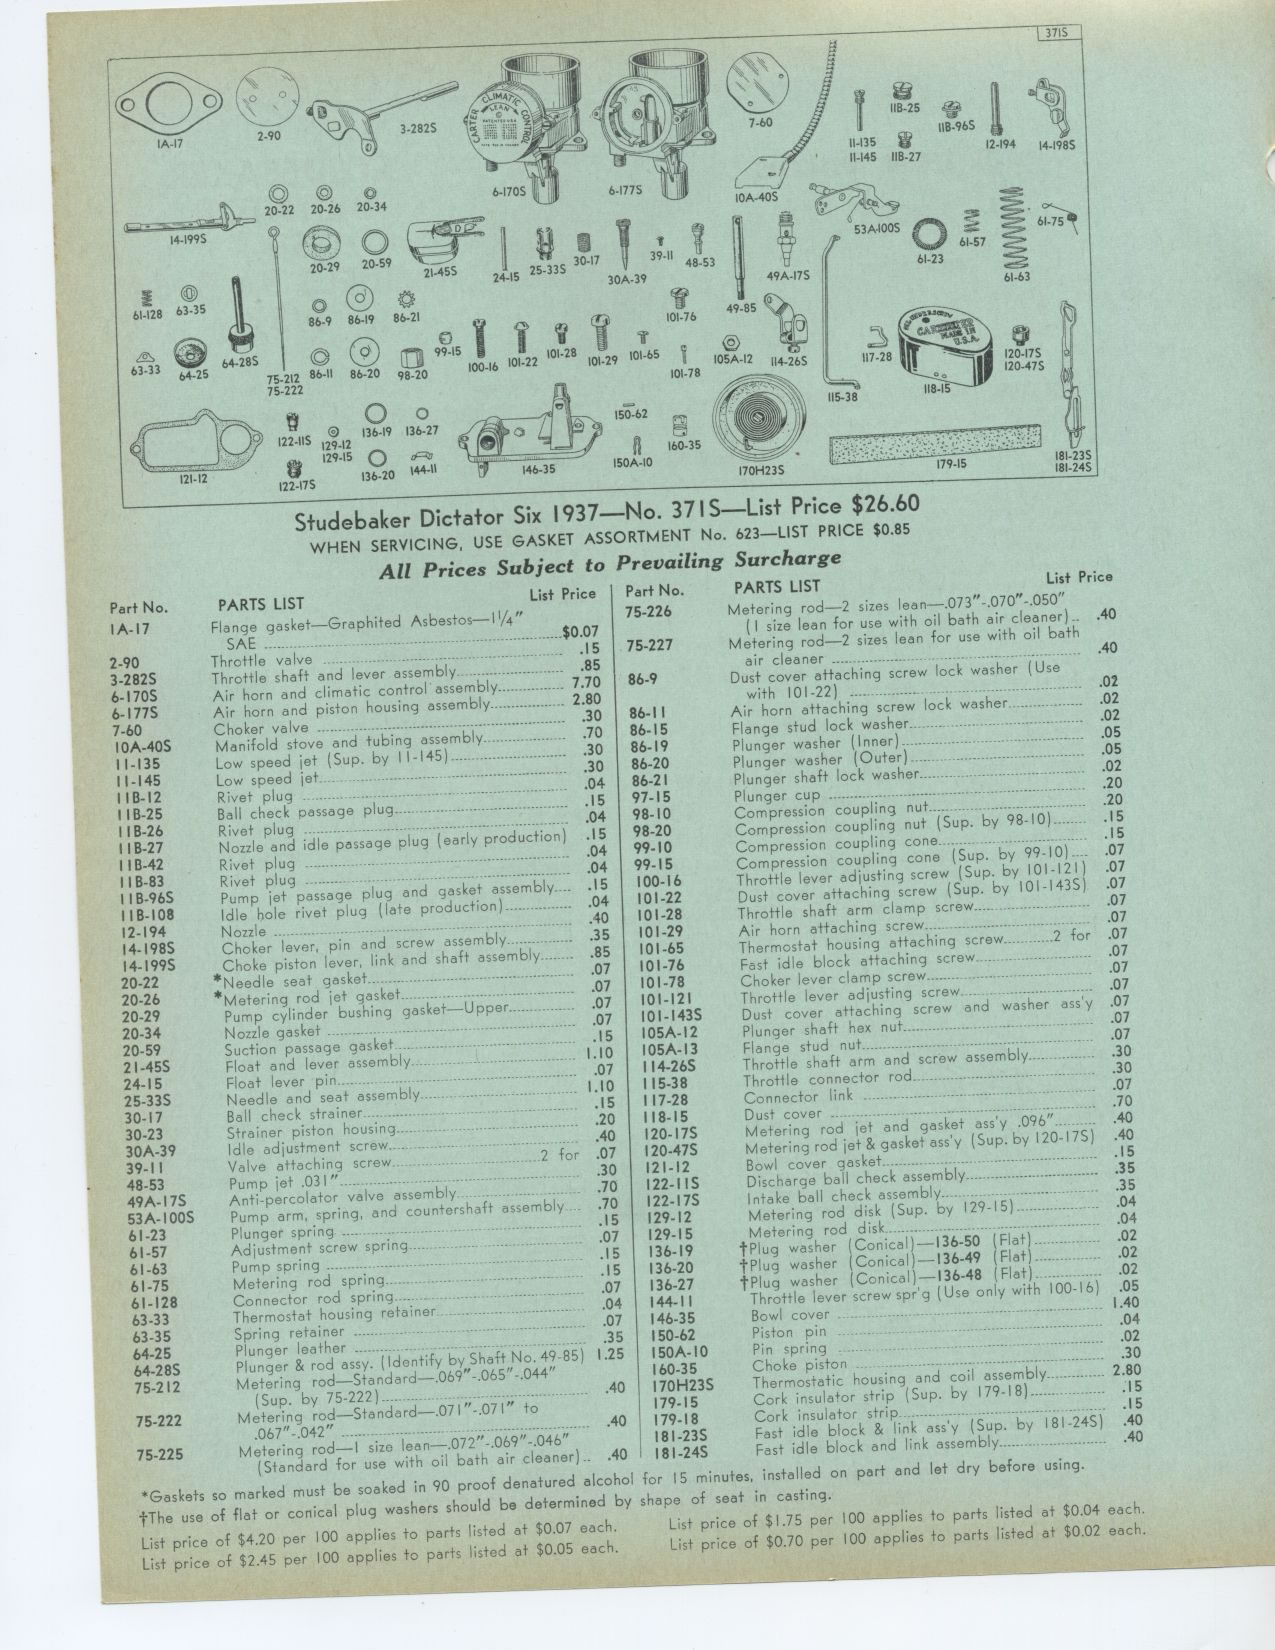 371S
1A-17
2-90
3-282S
CARTER CLIMATIC CONTROL
LEAN
6-170S
6-177S
7-60
10A-40S
11-135
11-145
11B-25
11B-27
11B-96S
12-194
14-198S
14-199S
20-22
20-26
20-34
20-29
20-59
21-45S
24-15
25-33S
30-17
30A-39
39-11
48-53
49-85
49A-17S
53A-100S
61-23
61-57
61-63
61-75
61-128
63-35
63-33
64-25
64-28S
75-212
75-222
86-9
86-19
86-21
86-11
86-20
98-20
99-15
100-16
101-22
101-28
101-29
101-65
101-76
101-78
105A-12
114-26S
115-38
117-28
CARTER
MADE IN
U.S.A.
118-15
120-17S
120-47S
121-12
122-11S
122-17S
129-12
129-15
136-19
136-27
136-20
144-11
146-35
150-62
150A-10
160-35
170H23S
179-15
181-23S
181-24S
Studebaker Dictator Six 1937—No. 371S—List Price $26.60
WHEN SERVICING, USE GASKET ASSORTMENT No. 623—LIST PRICE $0.85
All Prices Subject to Prevailing Surcharge
Part No. PARTS LIST List Price
1A-17 Flange gasket—Graphited Asbestos—1¼"
SAE $0.07
2-90 Throttle valve .15
3-282S Throttle shaft and lever assembly .85
6-170S Air horn and climatic control assembly 7.70
6-177S Air horn and piston housing assembly 2.80
7-60 Choker valve .30
10A-40S Manifold stove and tubing assembly .70
11-135 Low speed jet (Sup. by 11-145) .30
11-145 Low speed jet .30
11B-12 Rivet plug .04
11B-25 Ball check passage plug .15
11B-26 Rivet plug .04
11B-27 Nozzle and idle passage plug (early production) .15
11B-42 Rivet plug .04
11B-83 Rivet plug .04
11B-96S Pump jet passage plug and gasket assembly .15
11B-108 Idle hole rivet plug (late production) .04
12-194 Nozzle .40
14-198S Choker lever, pin and screw assembly .35
14-199S Choke piston lever, link and shaft assembly .85
20-22 *Needle seat gasket .07
20-26 *Metering rod jet gasket .07
20-29 Pump cylinder bushing gasket—Upper .07
20-34 Nozzle gasket .07
20-59 Suction passage gasket .15
21-45S Float and lever assembly 1.10
24-15 Float lever pin .07
25-33S Needle and seat assembly 1.10
30-17 Ball check strainer .15
30-23 Strainer piston housing .20
30A-39 Idle adjustment screw .40
39-11 Valve attaching screw 2 for .07
48-53 Pump jet .031" .30
49A-17S Anti-percolator valve assembly .70
53A-100S Pump arm, spring, and countershaft assembly .70
61-23 Plunger spring .15
61-57 Adjustment screw spring .07
61-63 Pump spring .15
61-75 Metering rod spring .15
61-128 Connector rod spring .07
63-33 Thermostat housing retainer .04
63-35 Spring retainer .07
64-25 Plunger leather .35
64-28S Plunger & rod assy. (Identify by Shaft No. 49-85) 1.25
75-212 Metering rod—Standard—.069"-.065"-.044"
(Sup. by 75-222) .40
75-222 Metering rod—Standard—.071"-.071" to
.067"-.042" .40
75-225 Metering rod—1 size lean—.072"-.069"-.046"
(Standard for use with oil bath air cleaner) .40
Part No. PARTS LIST List Price
75-226 Metering rod—2 sizes lean—.073"-.070"-.050"
(1 size lean for use with oil bath air cleaner) .40
75-227 Metering rod—2 sizes lean for use with oil bath
air cleaner .40
86-9 Dust cover attaching screw lock washer (Use
with 101-22) .02
86-11 Air horn attaching screw lock washer .02
86-15 Flange stud lock washer .02
86-19 Plunger washer (Inner) .05
86-20 Plunger washer (Outer) .05
86-21 Plunger shaft lock washer .02
97-15 Plunger cup .20
98-10 Compression coupling nut .20
98-20 Compression coupling nut (Sup. by 98-10) .15
99-10 Compression coupling cone .15
99-15 Compression coupling cone (Sup. by 99-10) .07
100-16 Throttle lever adjusting screw (Sup. by 101-121) .07
101-22 Dust cover attaching screw (Sup. by 101-143S) .07
101-28 Throttle shaft arm clamp screw .07
101-29 Air horn attaching screw .07
101-65 Thermostat housing attaching screw 2 for .07
101-76 Fast idle block attaching screw .07
101-78 Choker lever clamp screw .07
101-121 Throttle lever adjusting screw .07
101-143S Dust cover attaching screw and washer ass'y .07
105A-12 Plunger shaft hex nut .07
105A-13 Flange stud nut .07
114-26S Throttle shaft arm and screw assembly .30
115-38 Throttle connector rod .30
117-28 Connector link .07
118-15 Dust cover .70
120-17S Metering rod jet and gasket ass'y .096" .40
120-47S Metering rod jet & gasket ass'y (Sup. by 120-17S) .40
121-12 Bowl cover gasket .15
122-11S Discharge ball check assembly .35
122-17S Intake ball check assembly .35
129-12 Metering rod disk (Sup. by 129-15) .04
129-15 Metering rod disk .04
136-19 †Plug washer (Conical)—136-50 (Flat) .02
136-20 †Plug washer (Conical)—136-49 (Flat) .02
136-27 †Plug washer (Conical)—136-48 (Flat) .02
144-11 Throttle lever screw spr'g (Use only with 100-16) .05
146-35 Bowl cover 1.40
150-62 Piston pin .04
150A-10 Pin spring .02
160-35 Choke piston .30
170H23S Thermostatic housing and coil assembly 2.80
179-15 Cork insulator strip (Sup. by 179-18) .15
179-18 Cork insulator strip .15
181-23S Fast idle block & link ass'y (Sup. by 181-24S) .40
181-24S Fast idle block and link assembly .40
*Gaskets so marked must be soaked in 90 proof denatured alcohol for 15 minutes, installed on part and let dry before using.
†The use of flat or conical plug washers should be determined by shape of seat in casting.
List price of $4.20 per 100 applies to parts listed at $0.07 each.
List price of $2.45 per 100 applies to parts listed at $0.05 each.
List price of $1.75 per 100 applies to parts listed at $0.04 each.
List price of $0.70 per 100 applies to parts listed at $0.02 each.